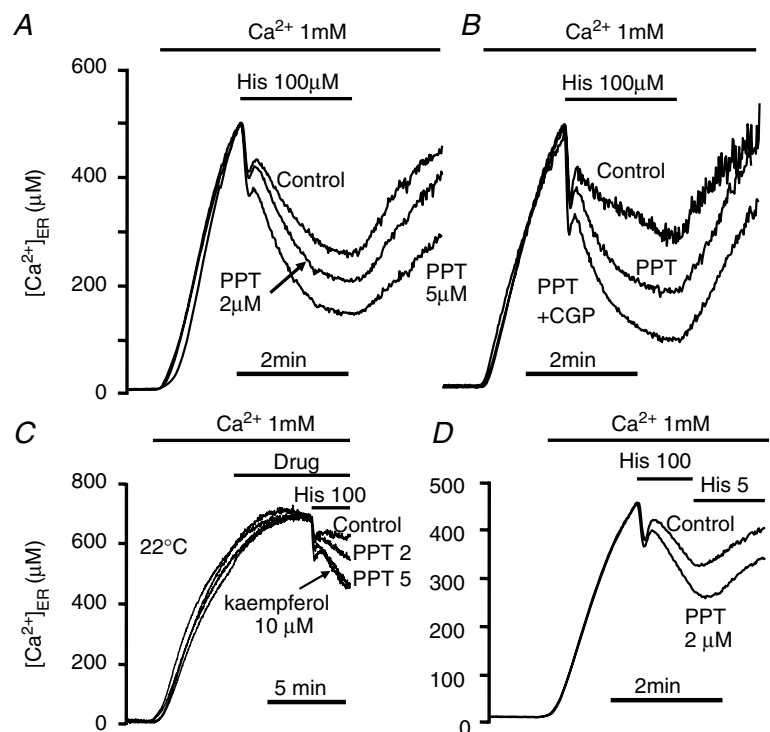 A
Ca2+ 1mM
His 100µM
600
400
200
0
[Ca2+]ER (µM)
Control
PPT
2µM
PPT
5µM
2min
B
Ca2+ 1mM
His 100µM
Control
PPT
PPT
+CGP
2min
C
Ca2+ 1mM
Drug
His 100
800
600
400
200
0
[Ca2+]ER (µM)
22°C
Control
PPT 2
PPT 5
kaempferol
10 µM
5 min
D
Ca2+ 1mM
His 100
His 5
500
400
300
200
100
0
Control
PPT
2 µM
2min